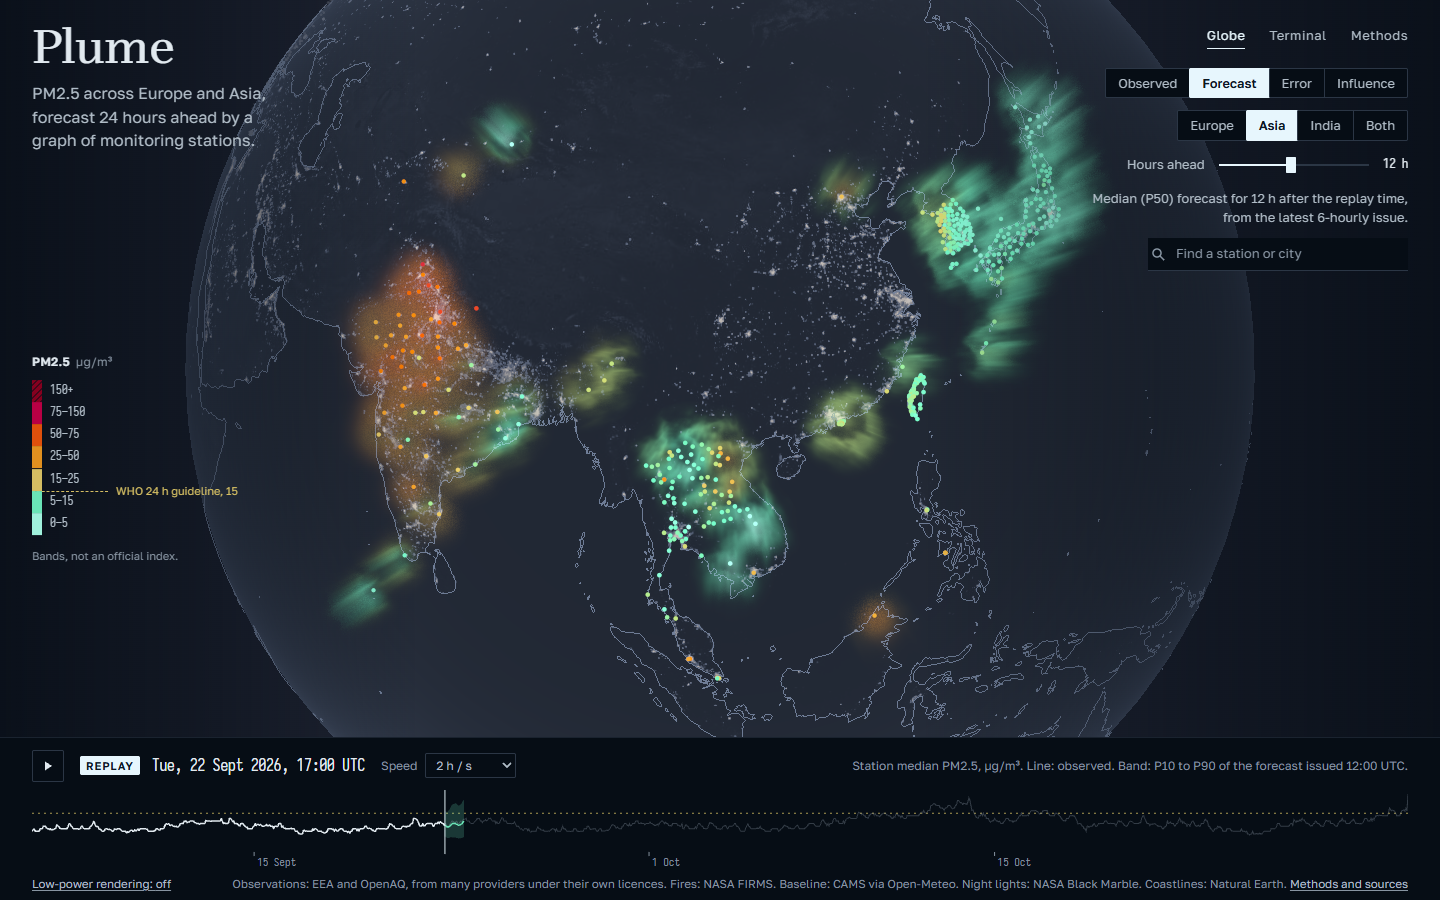 Plume
PM2.5 across Europe and Asia,
forecast 24 hours ahead by a
graph of monitoring stations.
Globe Terminal Methods
Observed Forecast Error Influence
Europe Asia India Both
Hours ahead 12 h
Median (P50) forecast for 12 h after the replay time,
from the latest 6-hourly issue.
Find a station or city
PM2.5 µg/m³
150+
75–150
50–75
25–50
15–25
WHO 24 h guideline, 15
5–15
0–5
Bands, not an official index.
REPLAY Tue, 22 Sept 2026, 17:00 UTC Speed 2 h / s
Station median PM2.5, µg/m³. Line: observed. Band: P10 to P90 of the forecast issued 12:00 UTC.
15 Sept 1 Oct 15 Oct
Low-power rendering: off
Observations: EEA and OpenAQ, from many providers under their own licences. Fires: NASA FIRMS. Baseline: CAMS via Open-Meteo. Night lights: NASA Black Marble. Coastlines: Natural Earth. Methods and sources